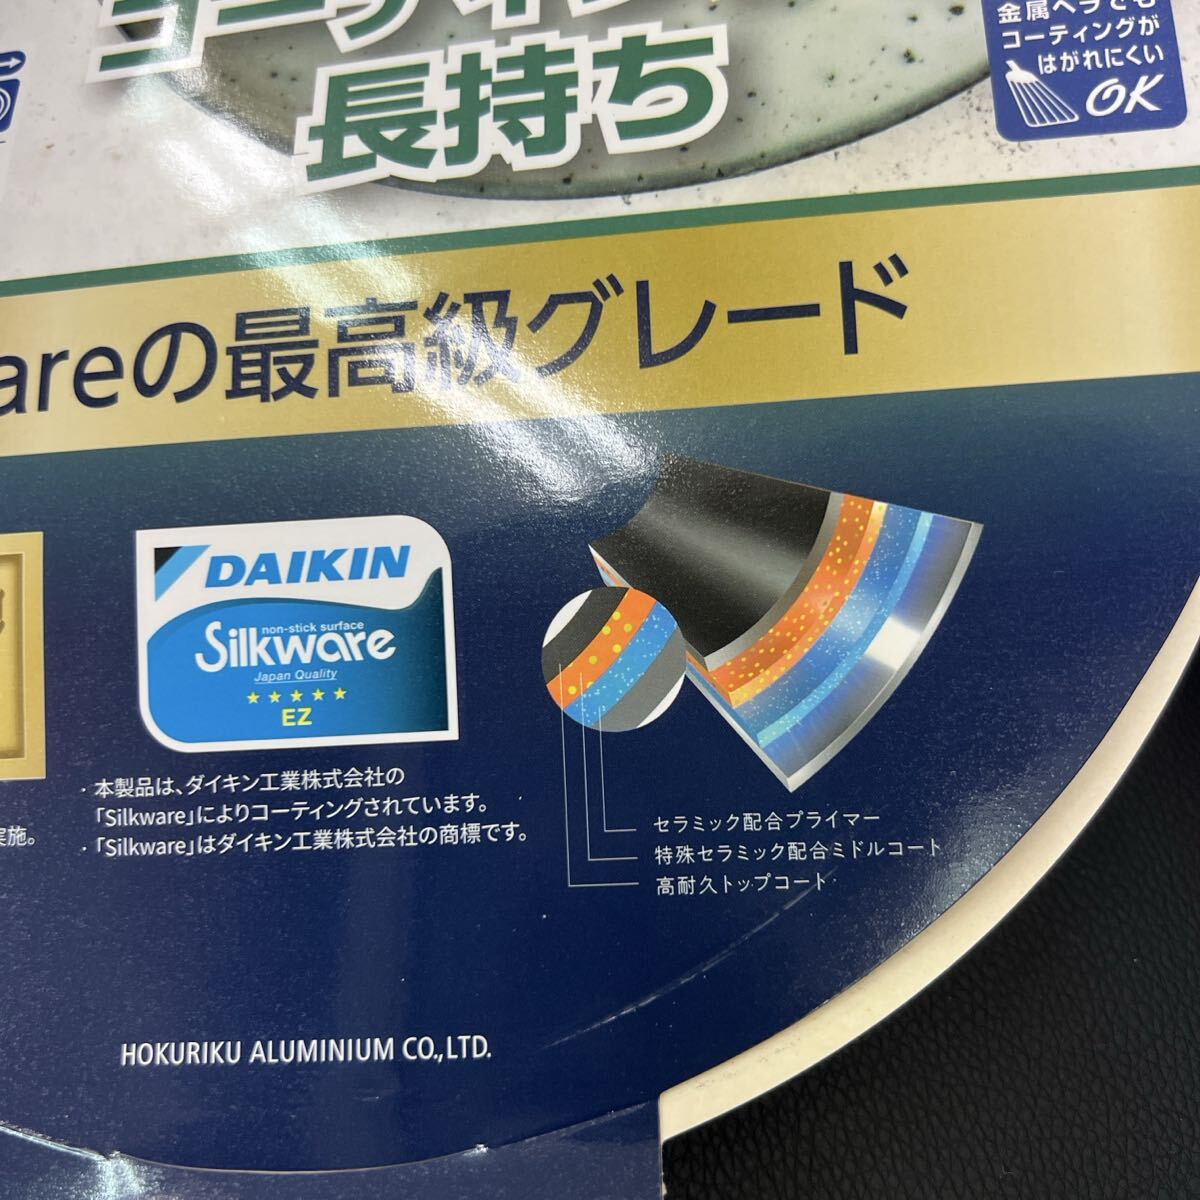 長持ち
金属ヘラでも
コーティングが
はがれにくい
OK
areの最高級グレード
DAIKIN
non-stick surface
Silkware
Japan Quality
★★★★★
EZ
・本製品は、ダイキン工業株式会社の
「Silkware」によりコーティングされています。
・「Silkware」はダイキン工業株式会社の商標です。
実施。
セラミック配合プライマー
特殊セラミック配合ミドルコート
高耐久トップコート
HOKURIKU ALUMINIUM CO.,LTD.